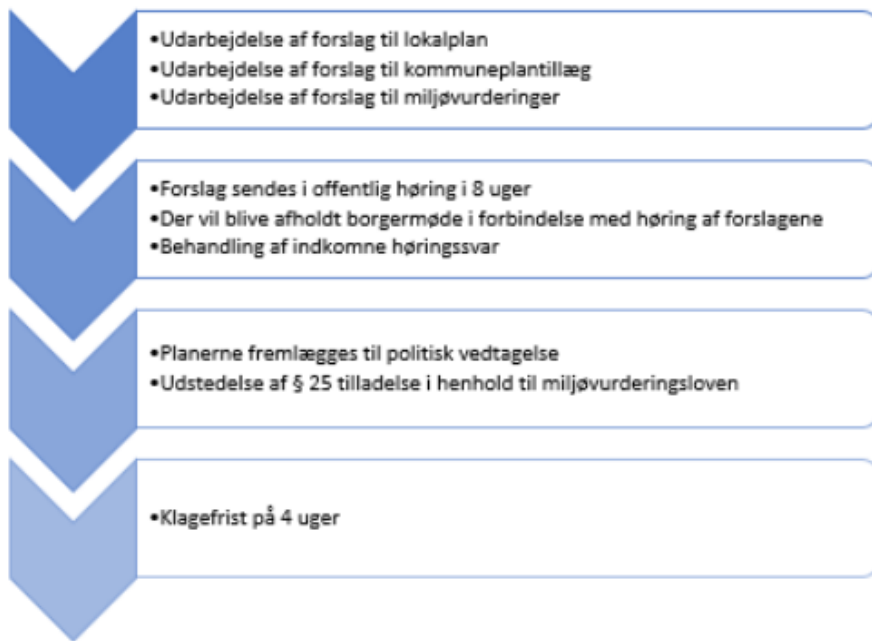 •Udarbejdelse af forslag til lokalplan
•Udarbejdelse af forslag til kommuneplantillæg
•Udarbejdelse af forslag til miljøvurderinger
•Forslag sendes i offentlig høring i 8 uger
•Der vil blive afholdt borgermøde i forbindelse med høring af forslagene
•Behandling af indkomne høringssvar
•Planerne fremlægges til politisk vedtagelse
•Udstedelse af § 25 tilladelse i henhold til miljøvurderingsloven
•Klagefrist på 4 uger